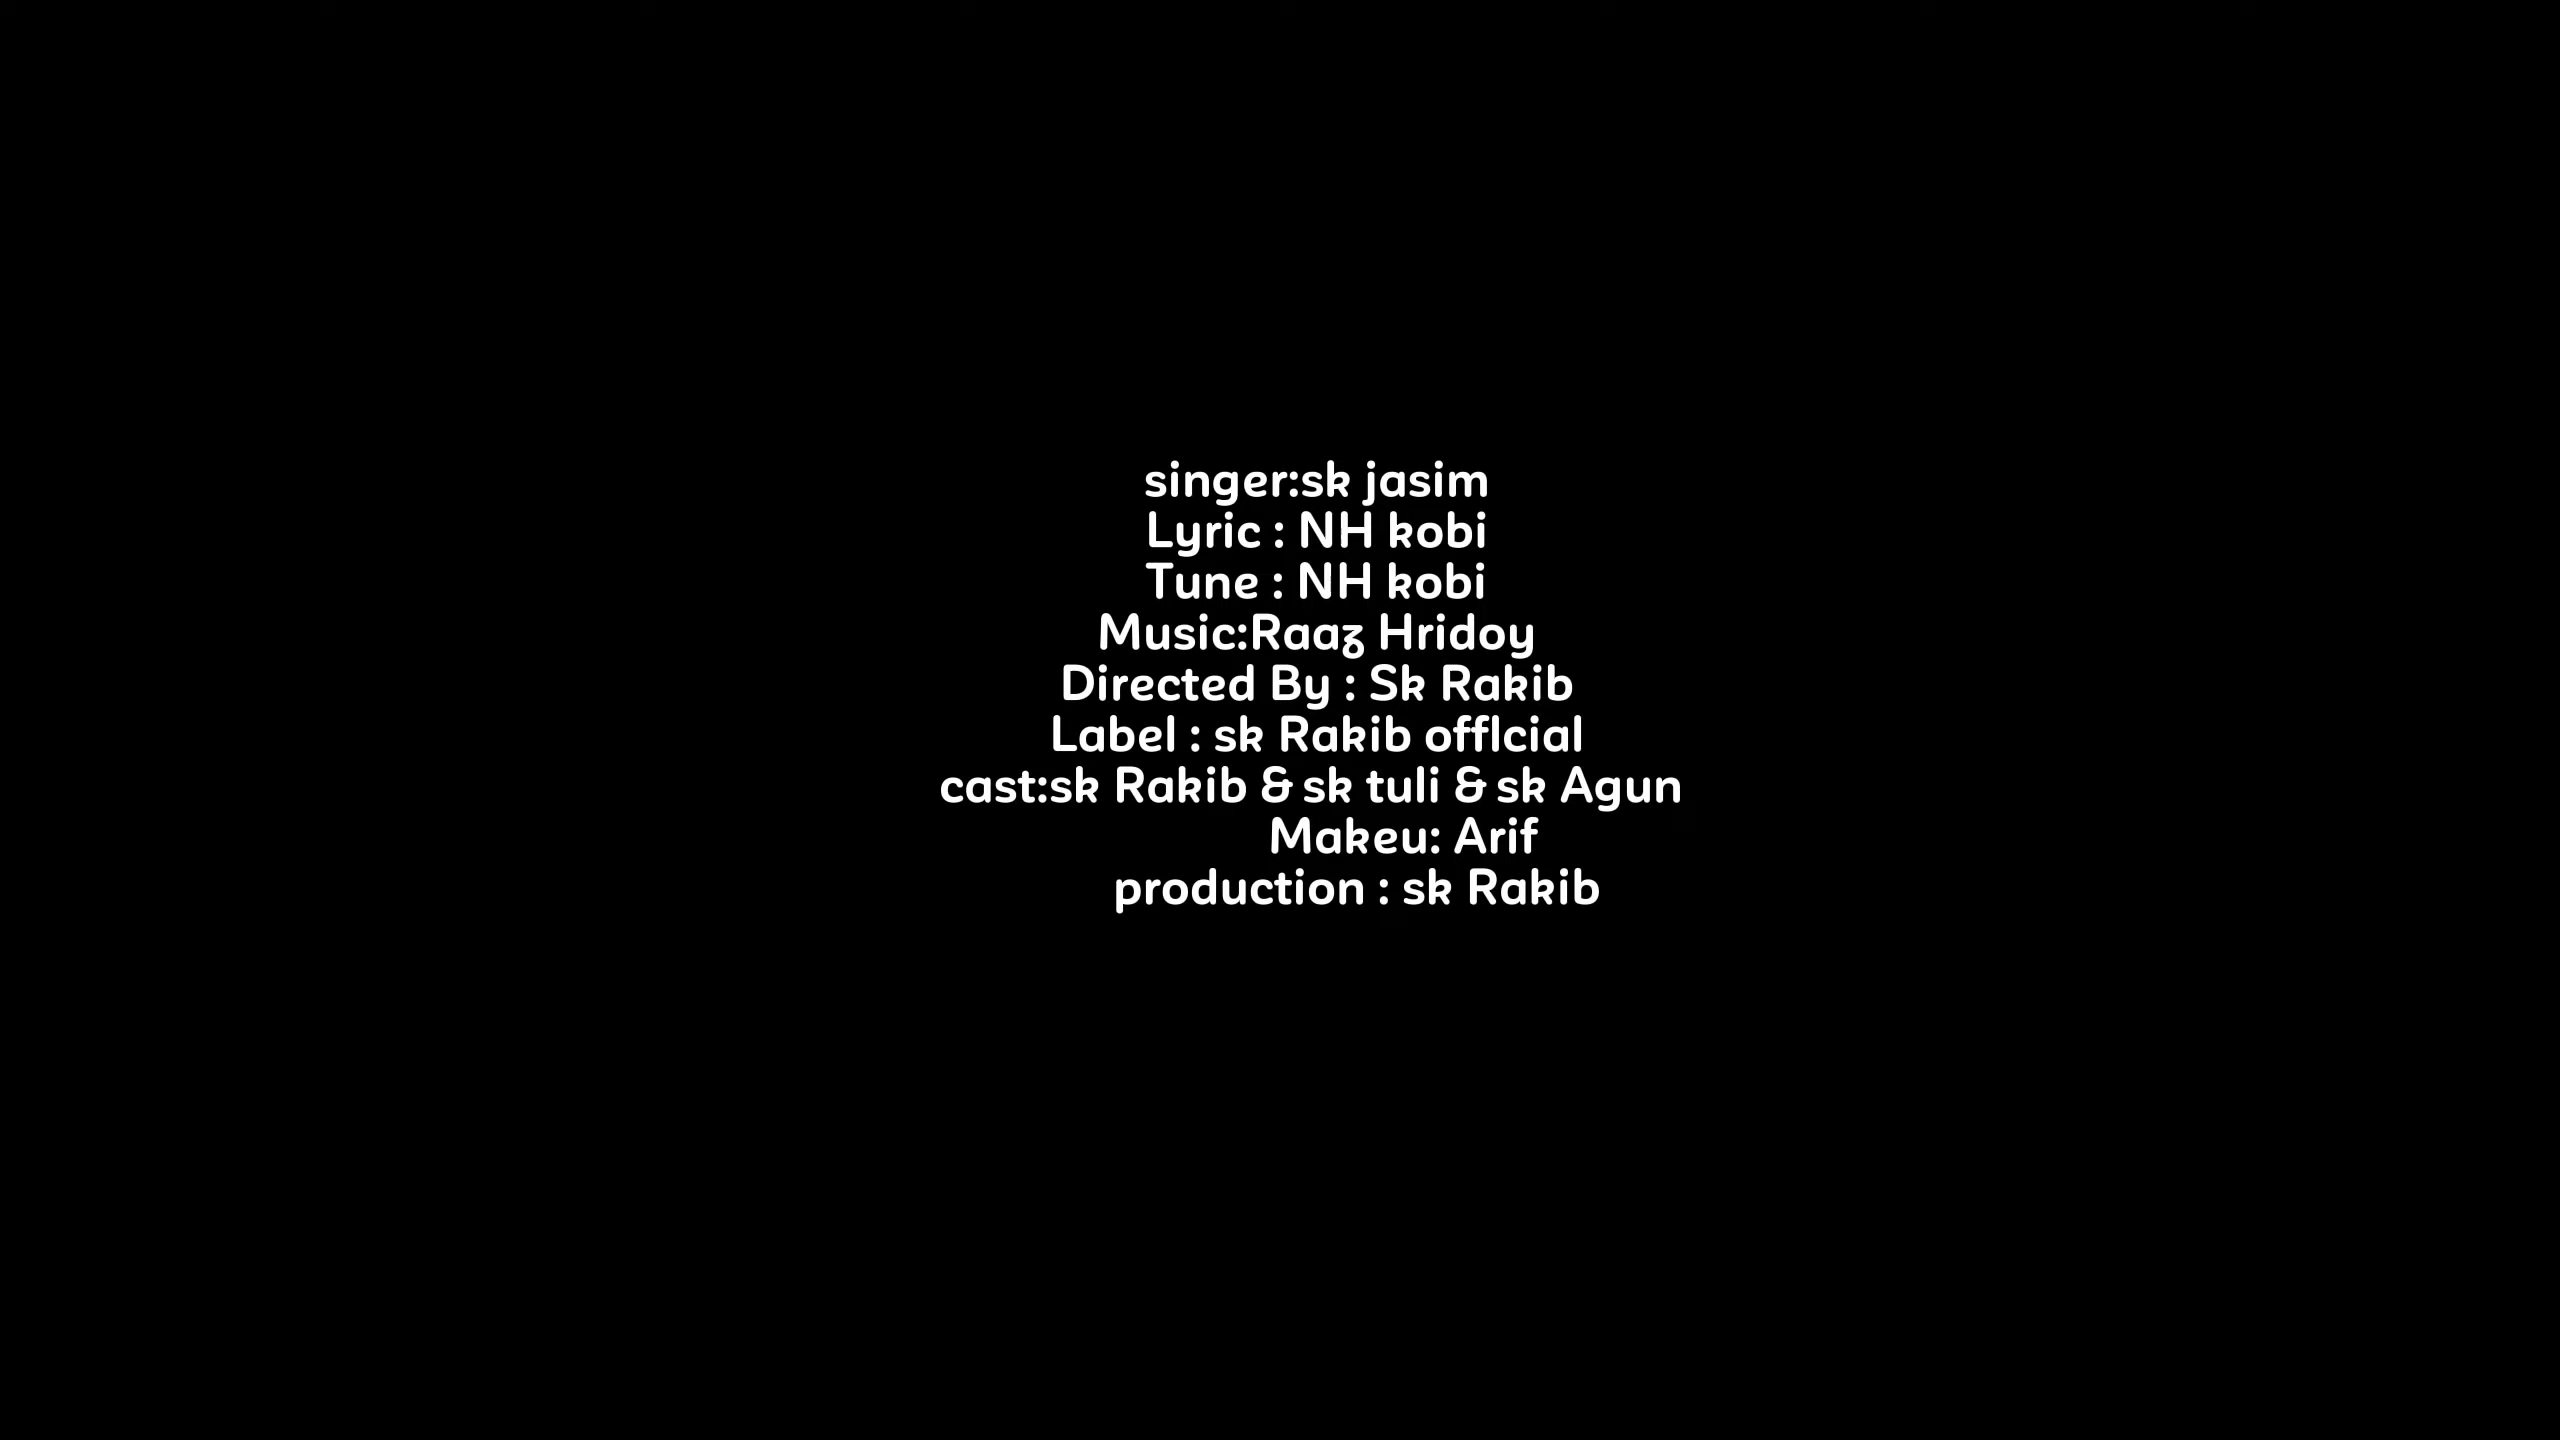 singer:sk jasim
Lyric : NH kobi
Tune : NH kobi
Music:Raaz Hridoy
Directed By : Sk Rakib
Label : sk Rakib offlcial
cast:sk Rakib & sk tuli & sk Agun
Makeu: Arif
production : sk Rakib